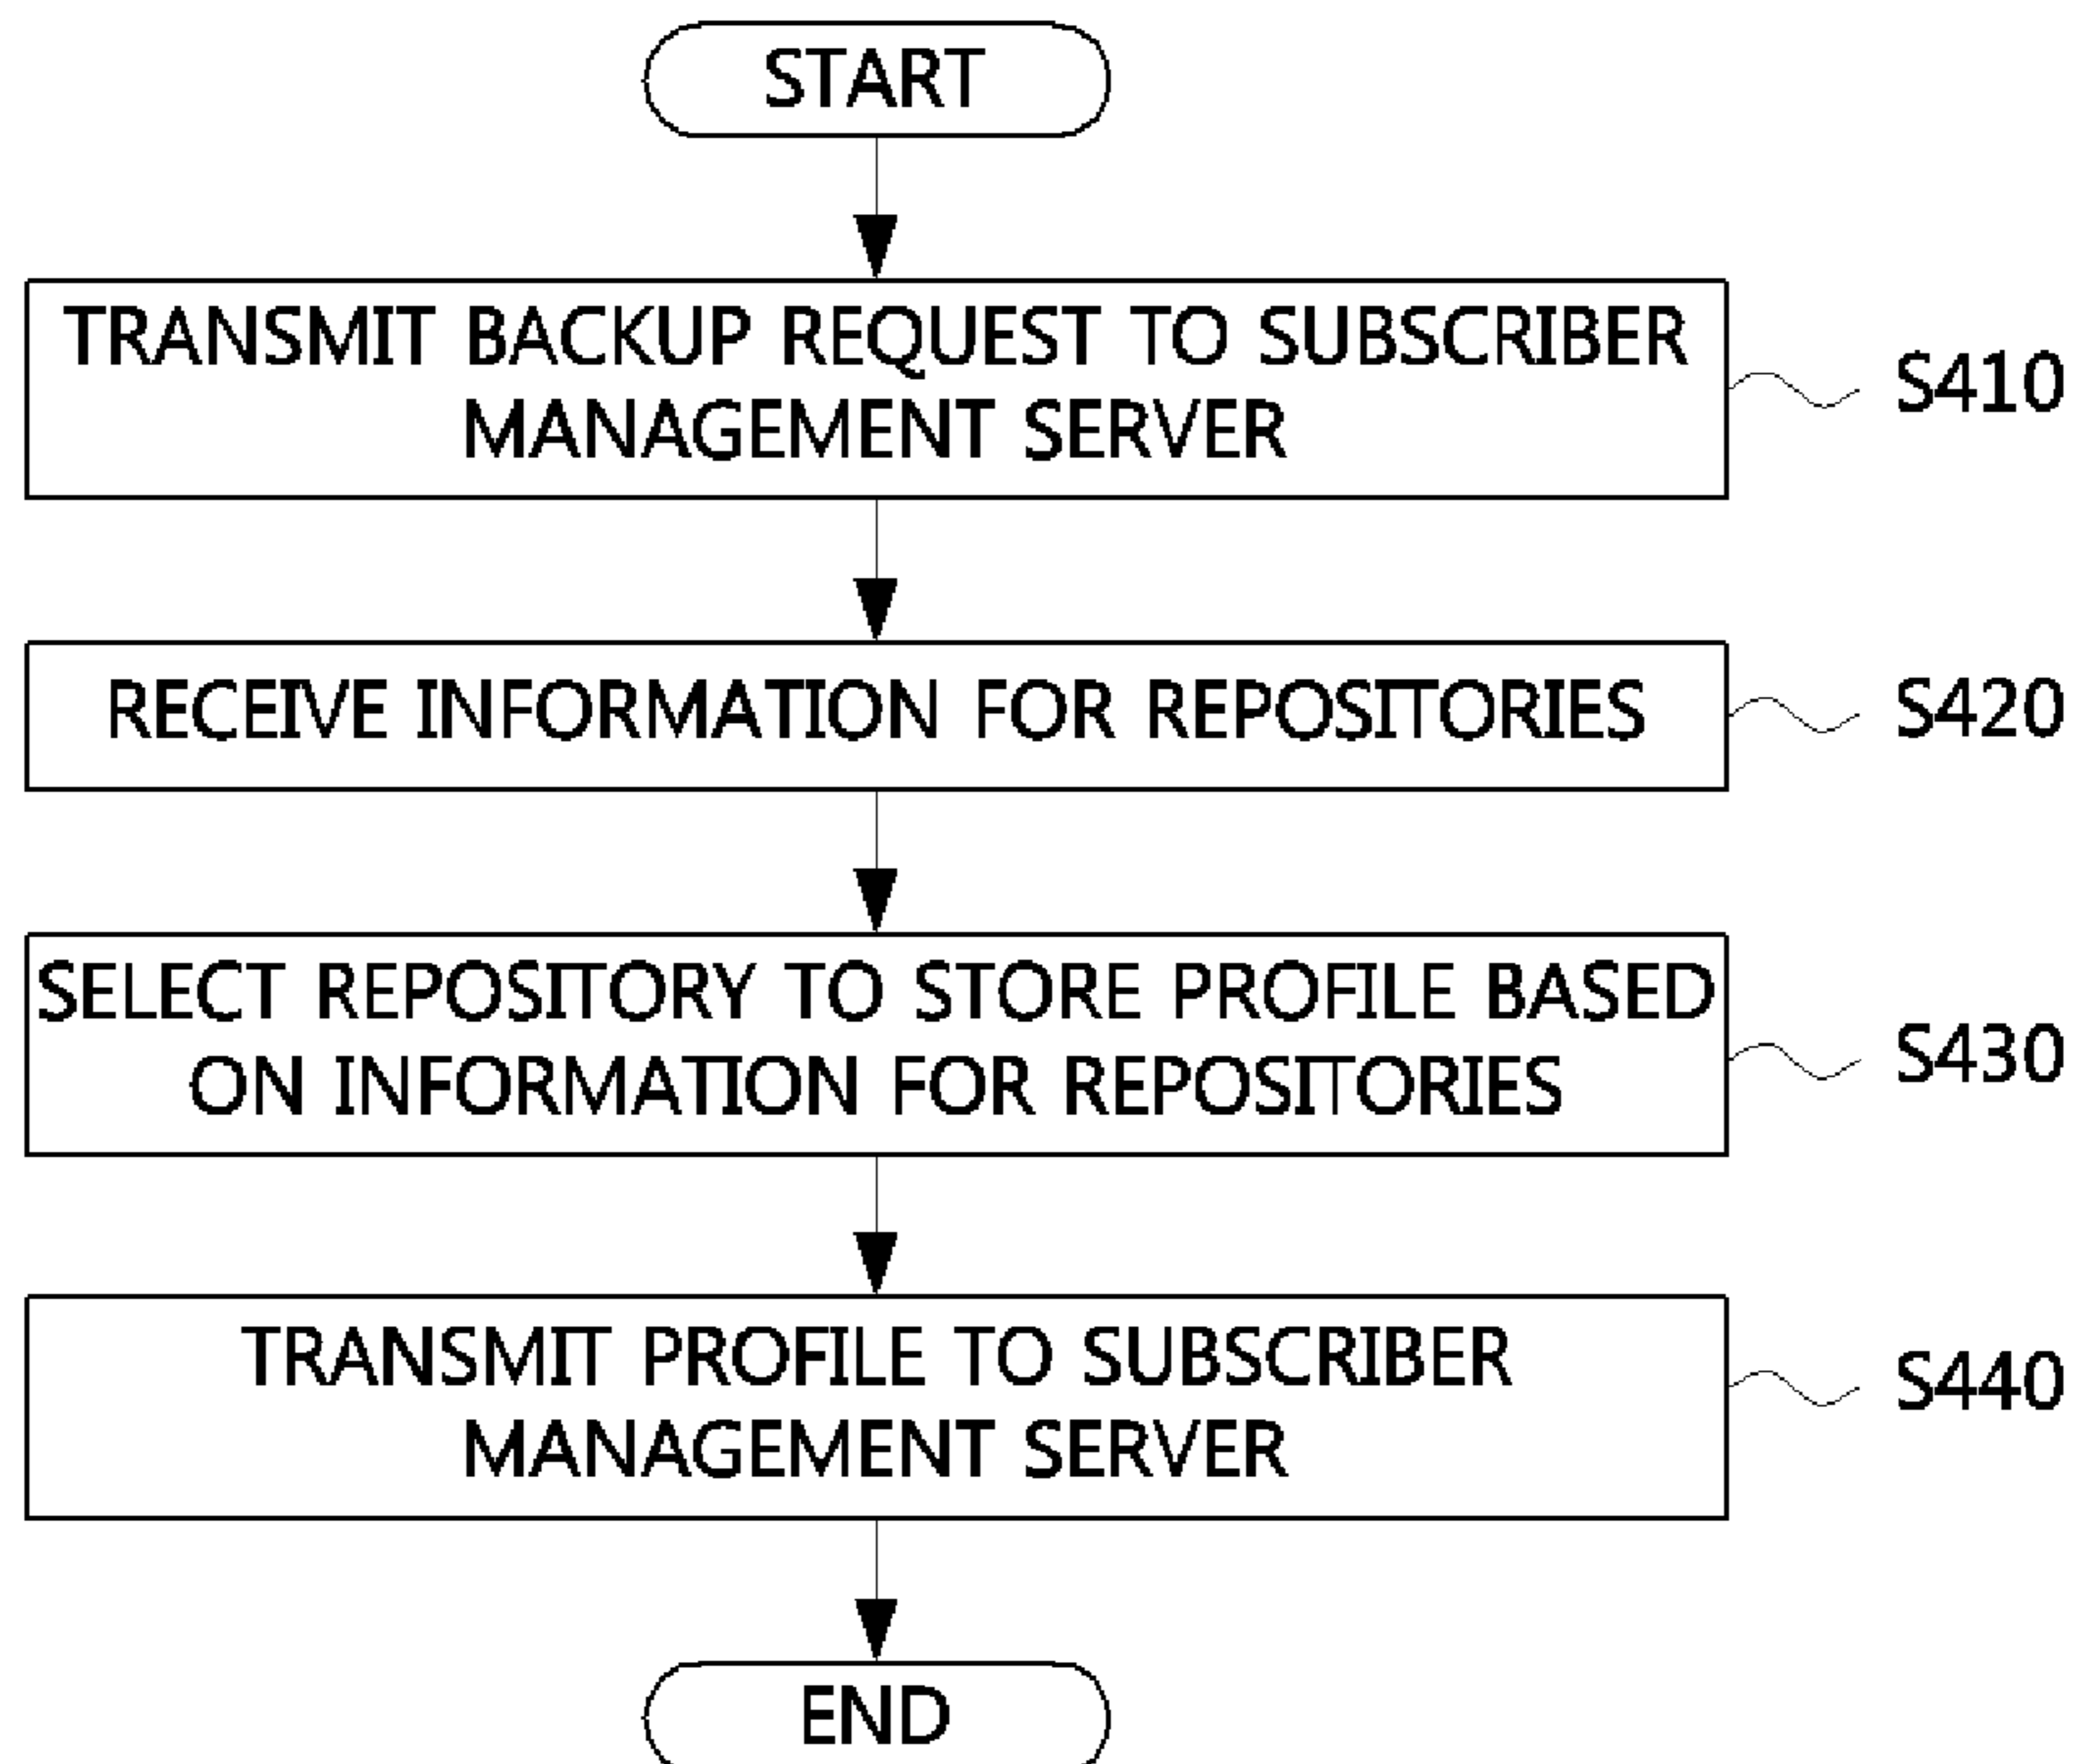 START
TRANSMIT BACKUP REQUEST TO SUBSCRIBER
MANAGEMENT SERVER
S410
RECEIVE INFORMATION FOR REPOSITORIES
S420
SELECT REPOSITORY TO STORE PROFILE BASED
ON INFORMATION FOR REPOSITORIES
S430
TRANSMIT PROFILE TO SUBSCRIBER
MANAGEMENT SERVER
S440
END